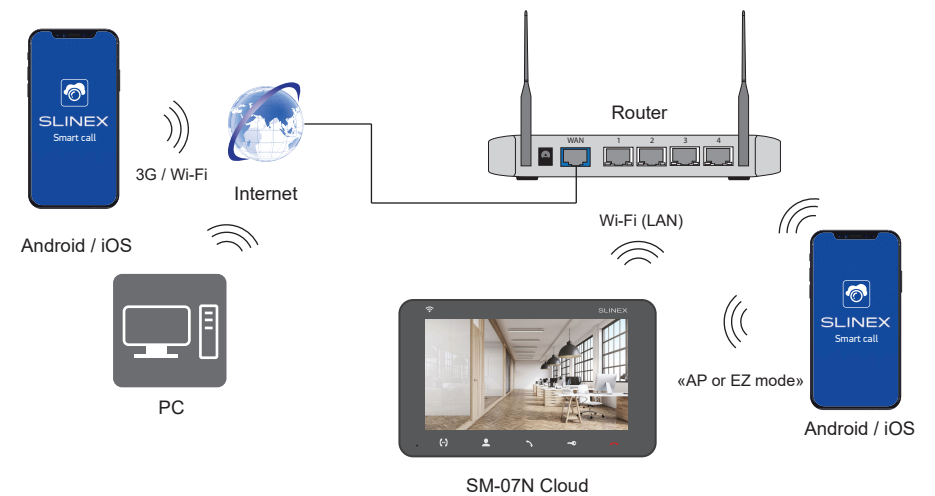 SLINEX
Smart call
3G / Wi-Fi
Android / iOS
Internet
Router
WAN
1
2
3
4
Wi-Fi (LAN)
PC
SLINEX
SM-07N Cloud
«AP or EZ mode»
SLINEX
Smart call
Android / iOS